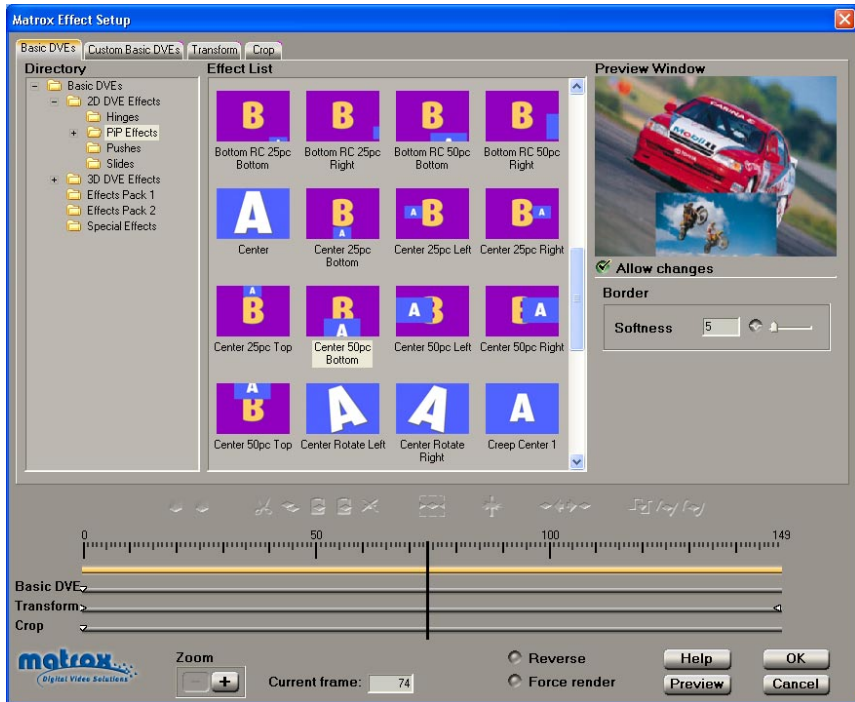 Matrox Effect Setup
Basic DVEs Custom Basic DVEs Transform Crop
Directory
Basic DVEs
2D DVE Effects
Hinges
PiP Effects
Pushes
Slides
3D DVE Effects
Effects Pack 1
Effects Pack 2
Special Effects
Effect List
B B B B
Bottom RC 25pc Bottom RC 25pc Bottom RC 50pc Bottom RC 50pc
Bottom Right Bottom Right
A B A A B B A
Center Center 25pc Center 25pc Left Center 25pc Right
Bottom
A B B A A B B A
Center 25pc Top Center 50pc Center 50pc Left Center 50pc Right
Bottom
A B A A A
Center 50pc Top Center Rotate Left Center Rotate Creep Center 1
Right
Preview Window
CARINA E
Mobil 1
Allow changes
Border
Softness 5
0 50 100 149
Basic DVE
Transform
Crop
matrox
Digital Video Solutions
Zoom
- +
Current frame: 74
Reverse
Force render
Help OK
Preview Cancel